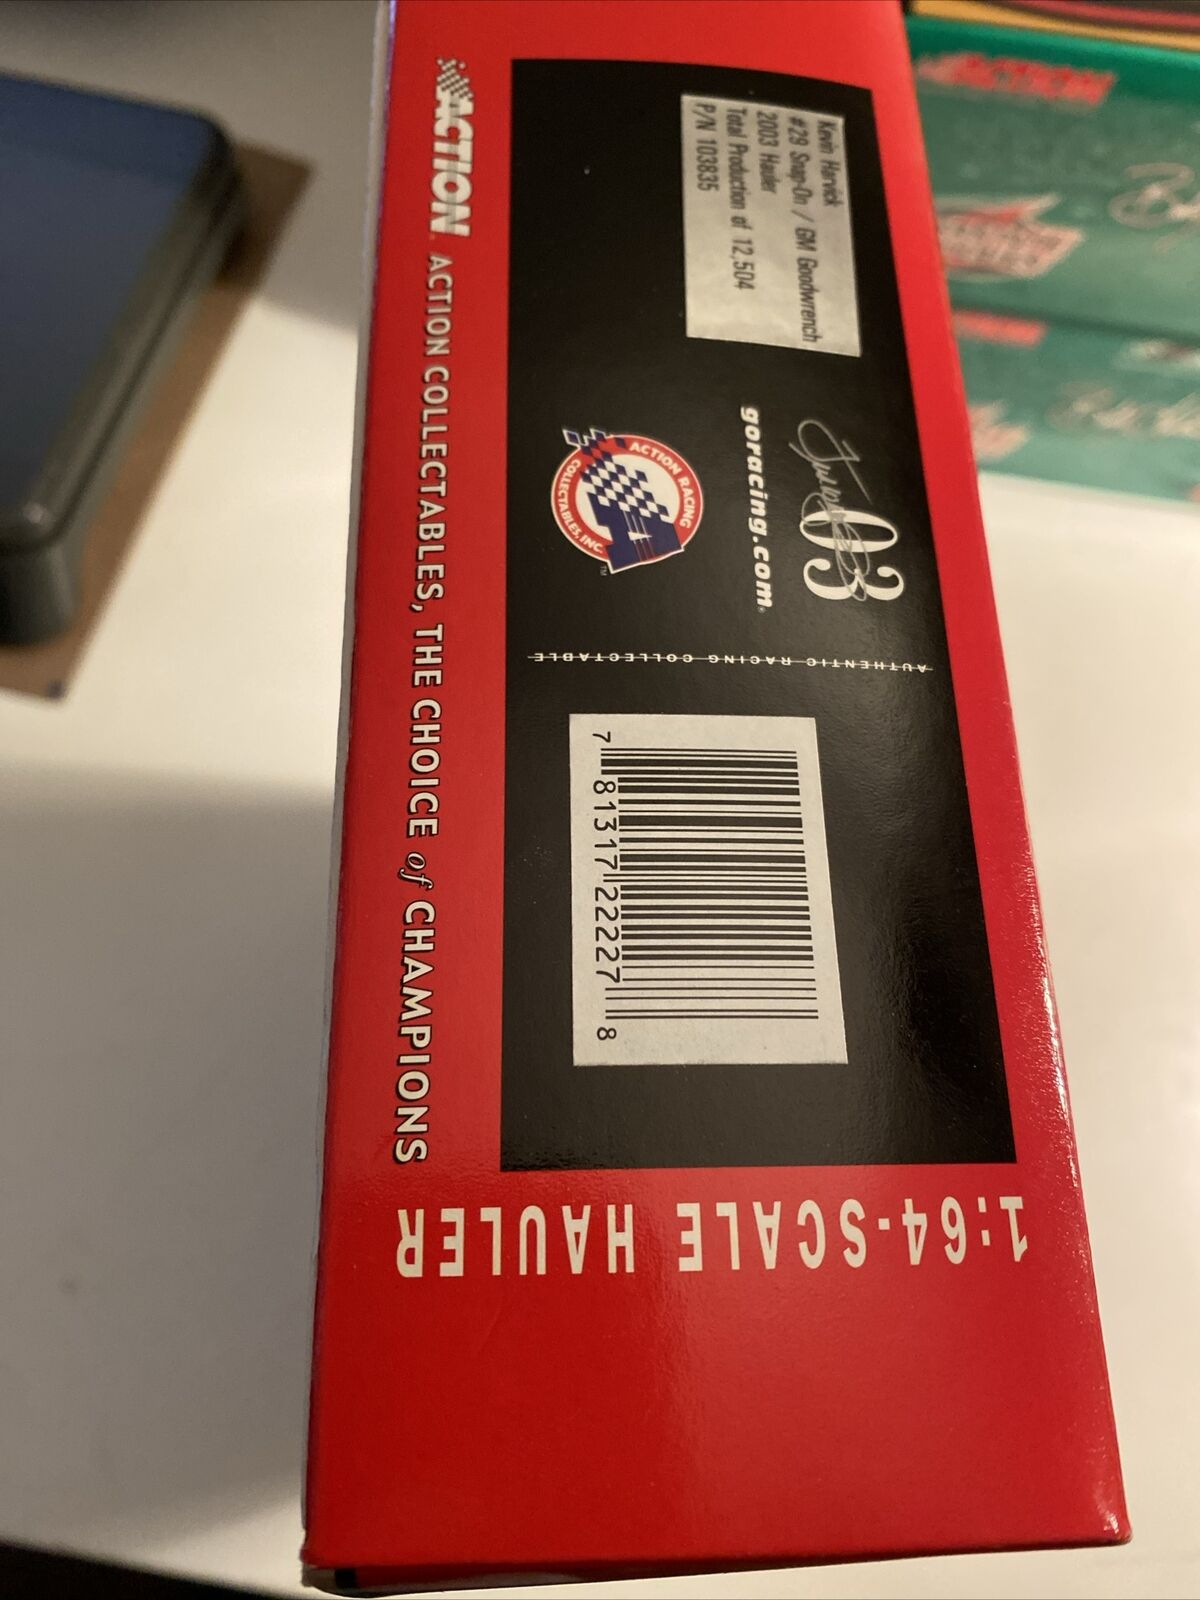 ACTION
ACTION COLLECTABLES, THE CHOICE of CHAMPIONS
Kevin Harvick
#29 Snap-On / GM Goodwrench
2003 Hauler
Total Production of 12,504
P/N 103835
03
goracing.com
ACTION RACING
COLLECTABLES, INC.
TM
AUTHENTIC RACING COLLECTABLE
7 81317 22227 8
1:64-SCALE HAULER
ACTION